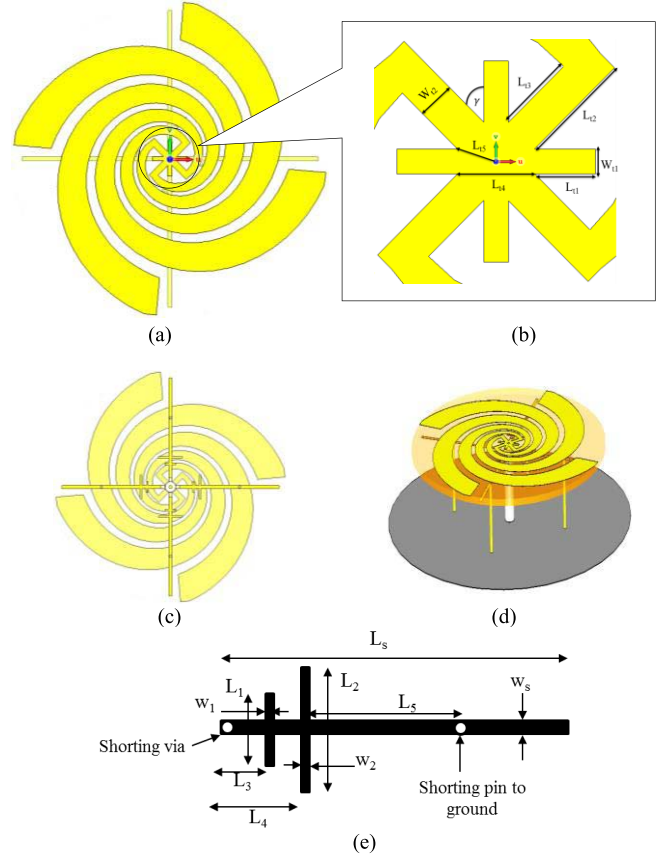 (a)
v
u
W_t2
γ
L_t3
L_t2
L_t5
v
u
W_t1
L_t4
L_t1
(b)
(c)
(d)
L_s
L_1
w_1
L_2
L_5
w_s
Shorting via
w_2
L_3
Shorting pin to
ground
L_4
(e)